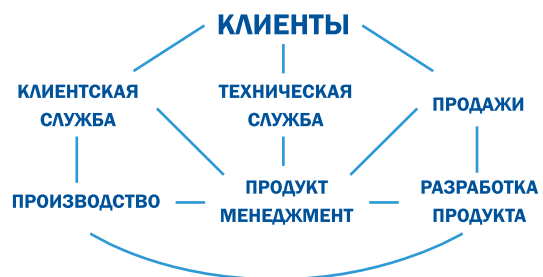 КЛИЕНТЫ
КЛИЕНТСКАЯ
СЛУЖБА
ТЕХНИЧЕСКАЯ
СЛУЖБА
ПРОДАЖИ
ПРОИЗВОДСТВО
ПРОДУКТ
МЕНЕДЖМЕНТ
РАЗРАБОТКА
ПРОДУКТА